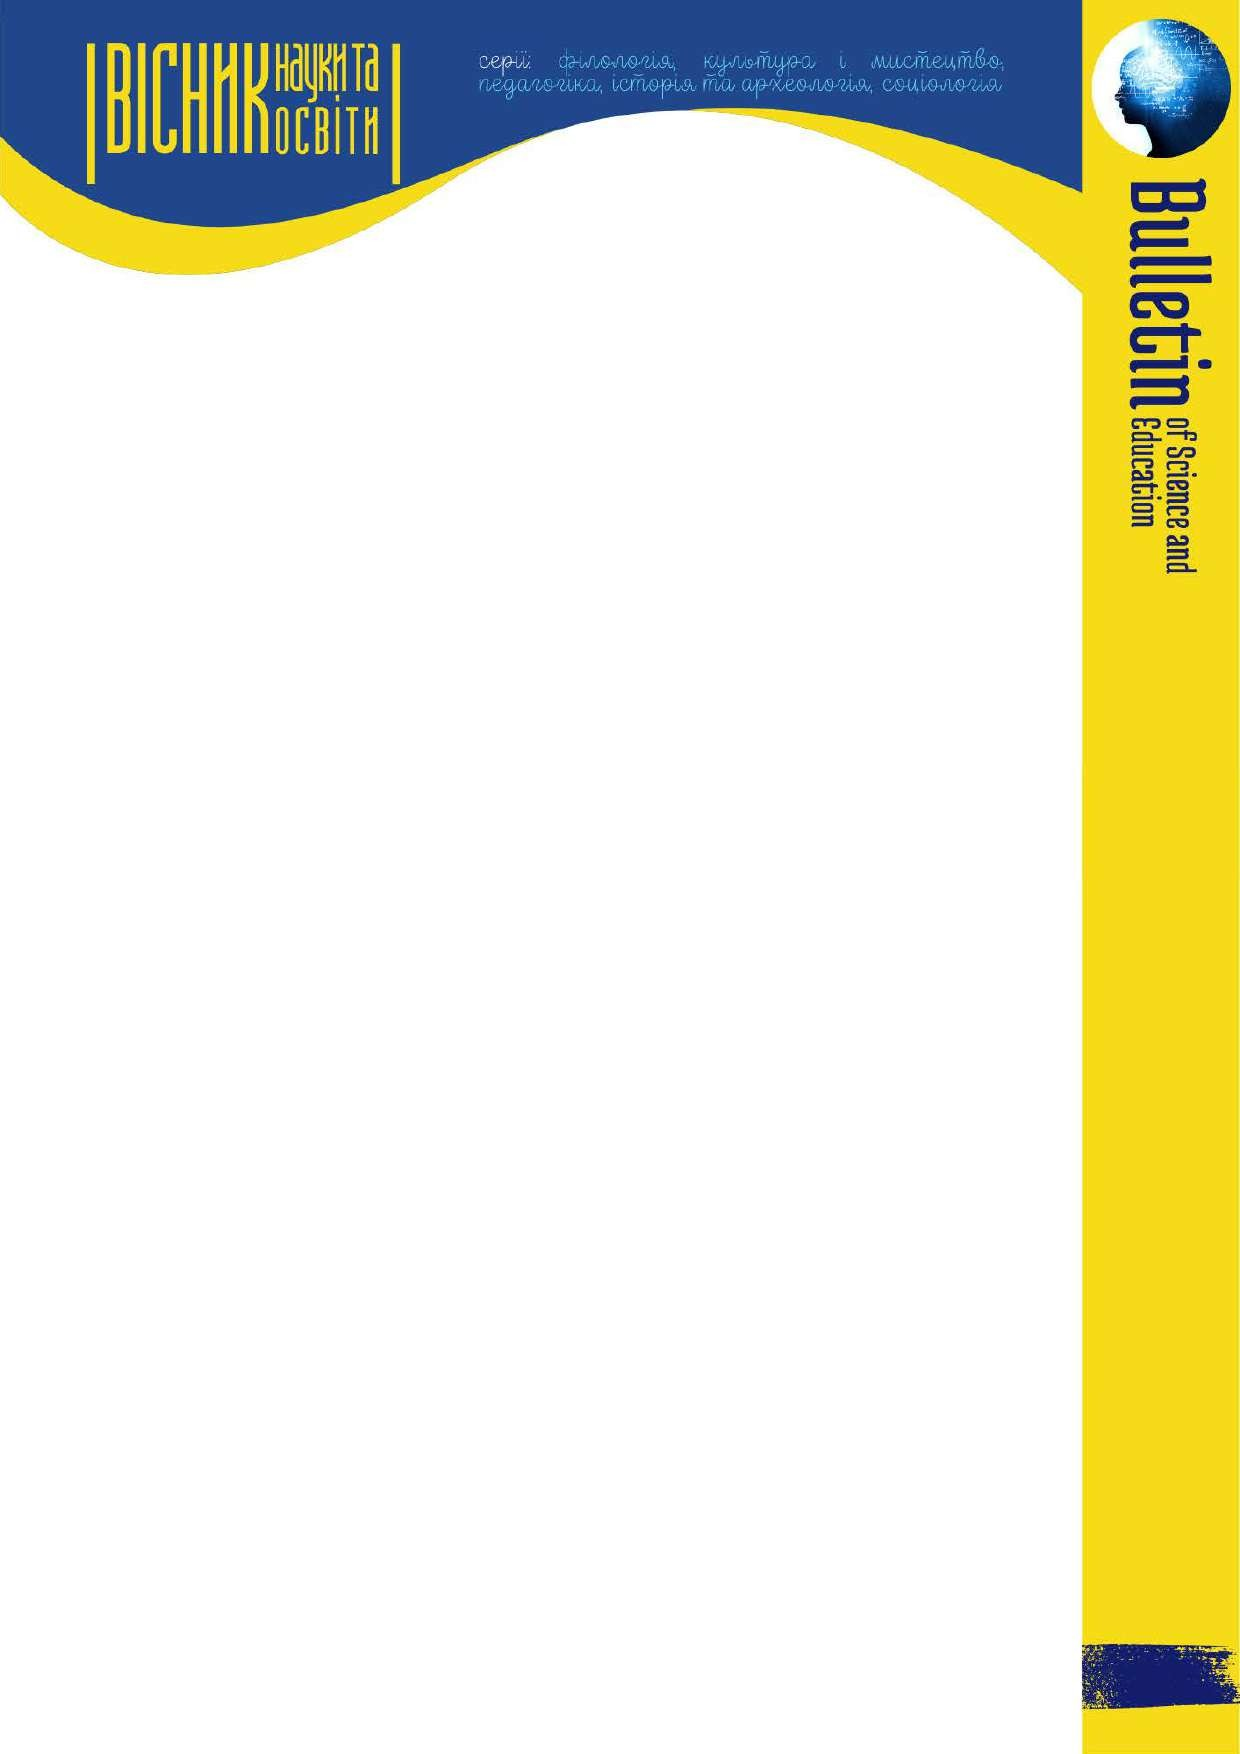 ВІСНИК науки та
освіти
серії: філологія, культура і мистецтво,
педагогіка, історія та археологія, соціологія
Bulletin of Science and
Education